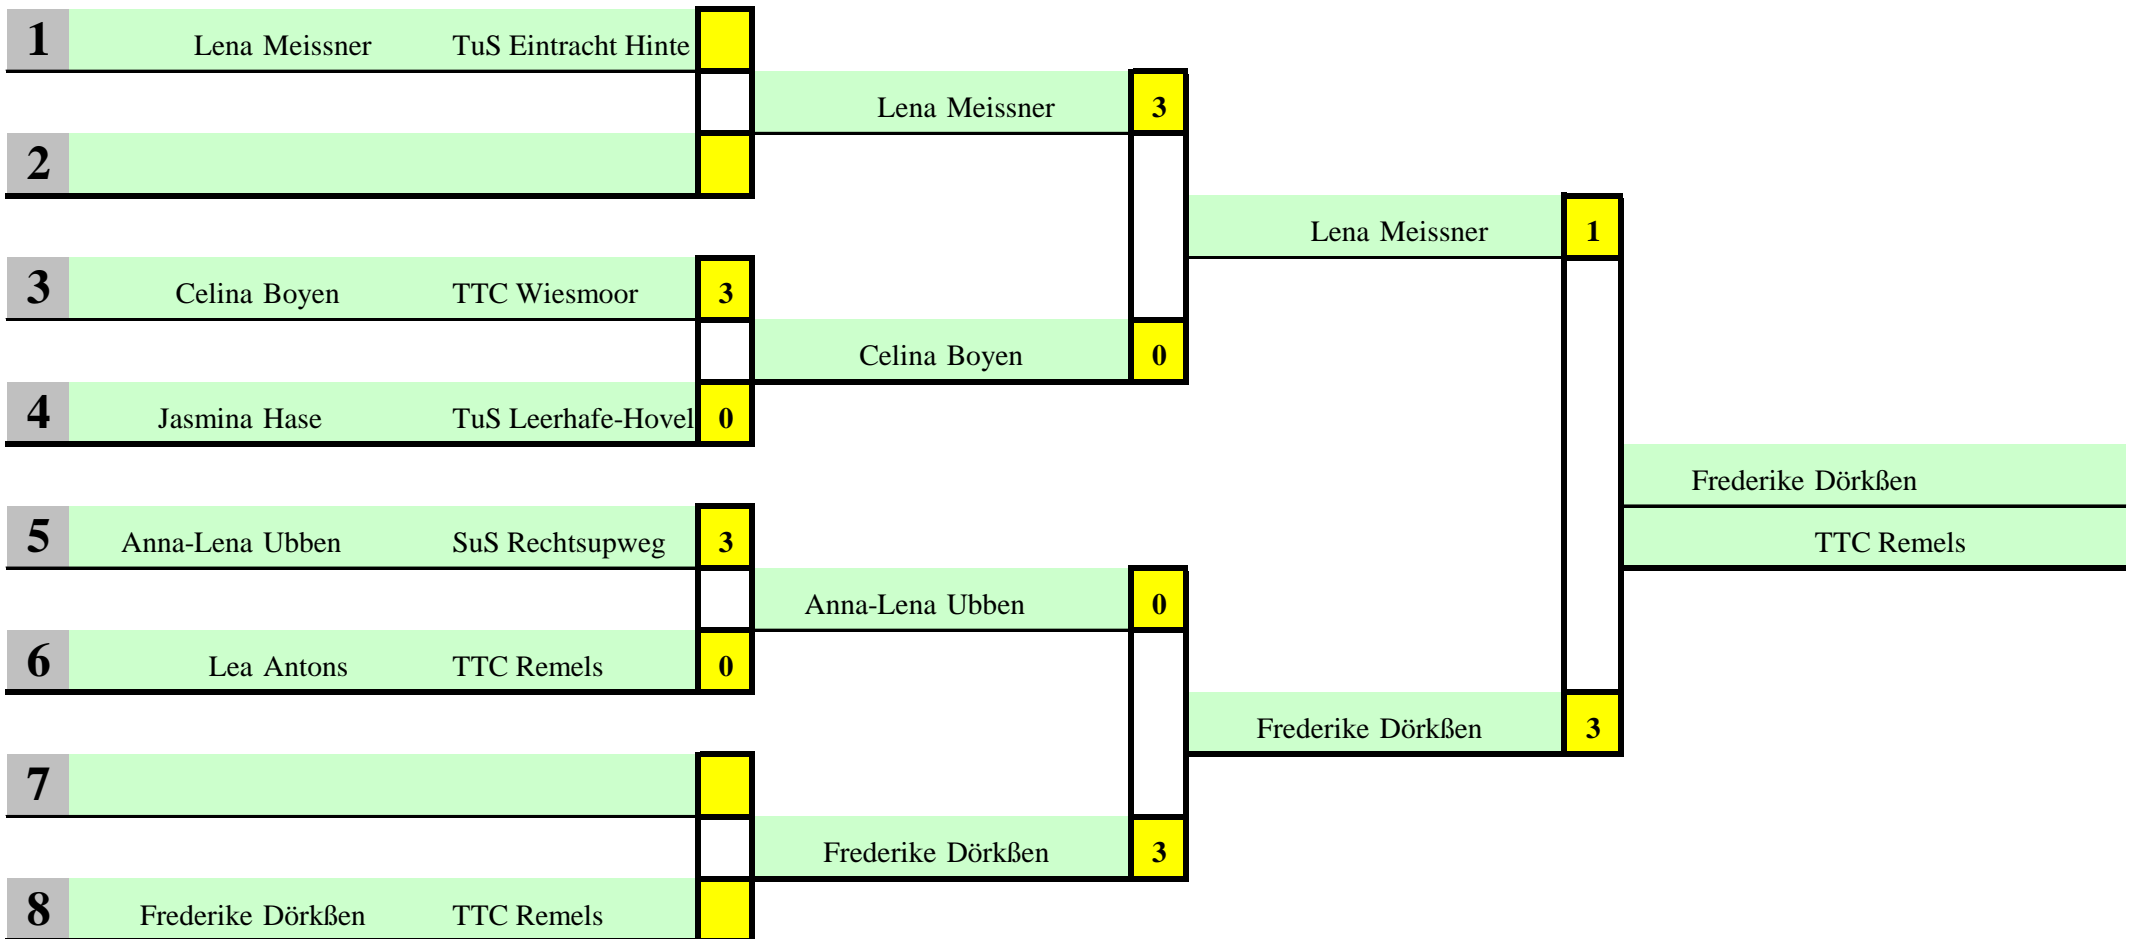 1 Lena Meissner TuS Eintracht Hinte
Lena Meissner 3
2
Lena Meissner 1
3 Celina Boyen TTC Wiesmoor 3
Celina Boyen 0
4 Jasmina Hase TuS Leerhafe-Hovel 0
Frederike Dörkßen
5 Anna-Lena Ubben SuS Rechtsupweg 3
TTC Remels
Anna-Lena Ubben 0
6 Lea Antons TTC Remels 0
Frederike Dörkßen 3
7
Frederike Dörkßen 3
8 Frederike Dörkßen TTC Remels